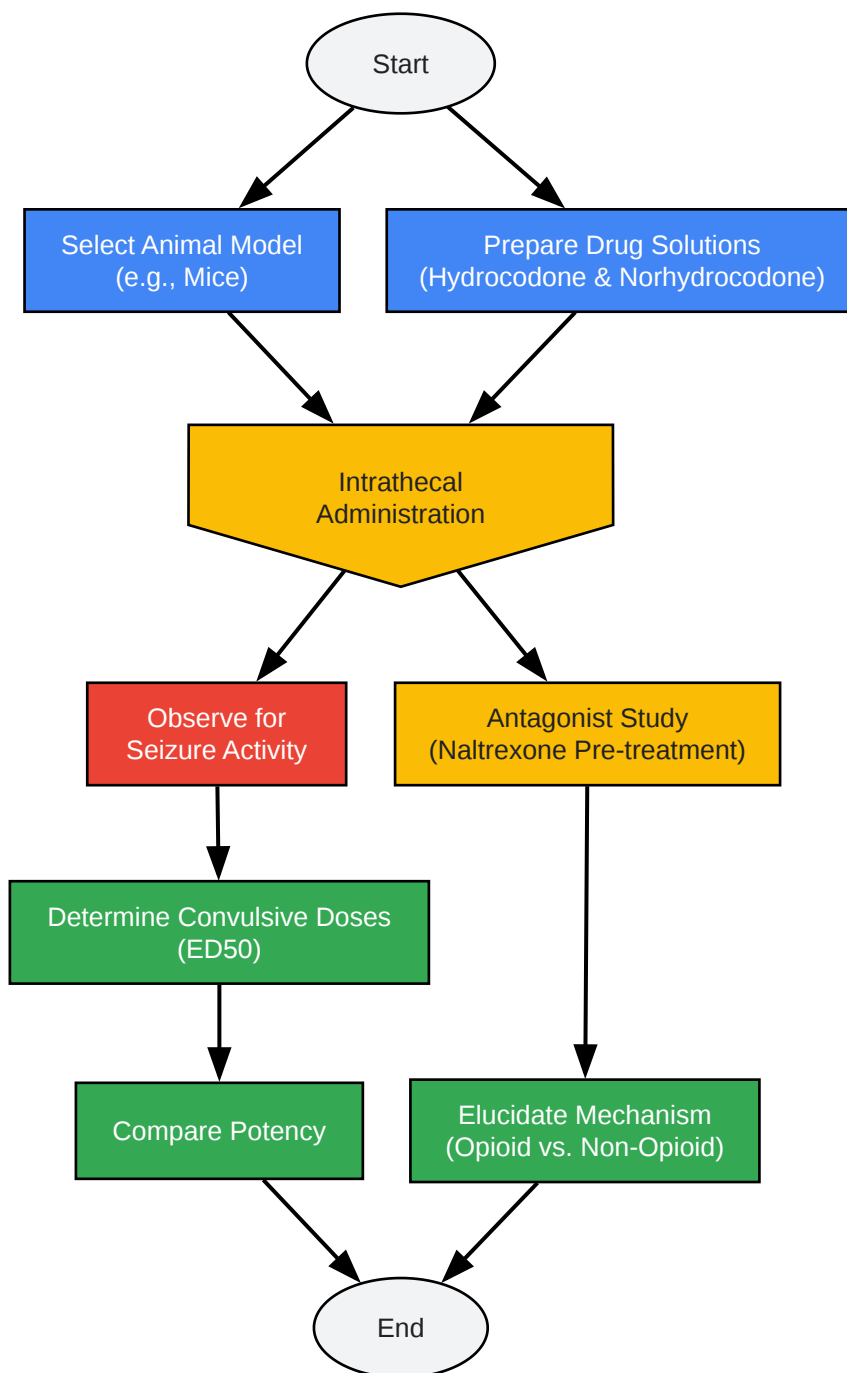 Start
Select Animal Model
(e.g., Mice)
Prepare Drug Solutions
(Hydrocodone & Norhydrocodone)
Intrathecal
Administration
Observe for
Seizure Activity
Antagonist Study
(Naltrexone Pre-treatment)
Determine Convulsive Doses
(ED50)
Compare Potency
Elucidate Mechanism
(Opioid vs. Non-Opioid)
End